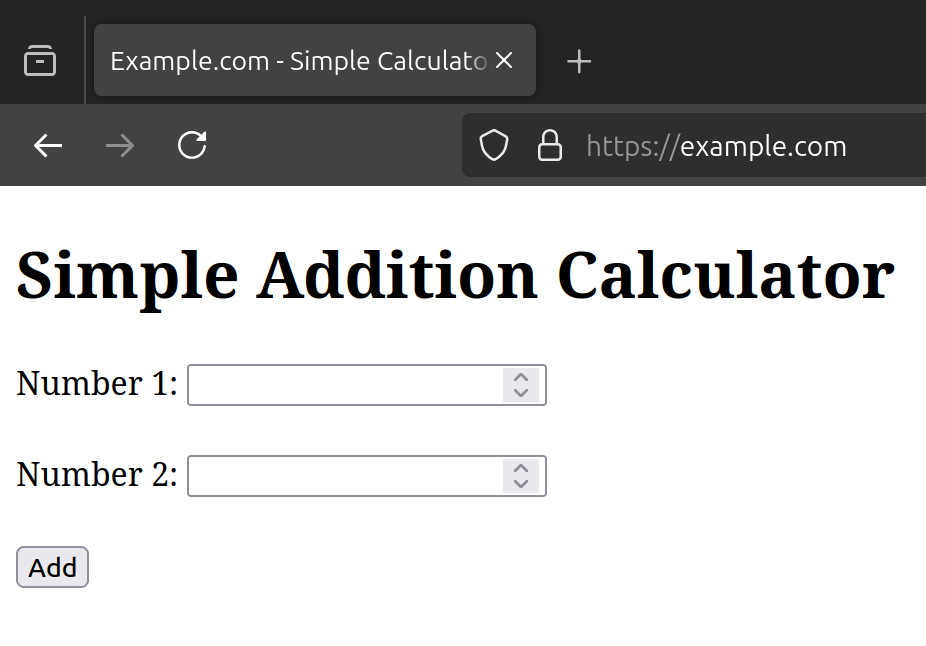 Example.com - Simple Calculato
https://example.com
Simple Addition Calculator
Number 1:
Number 2:
Add